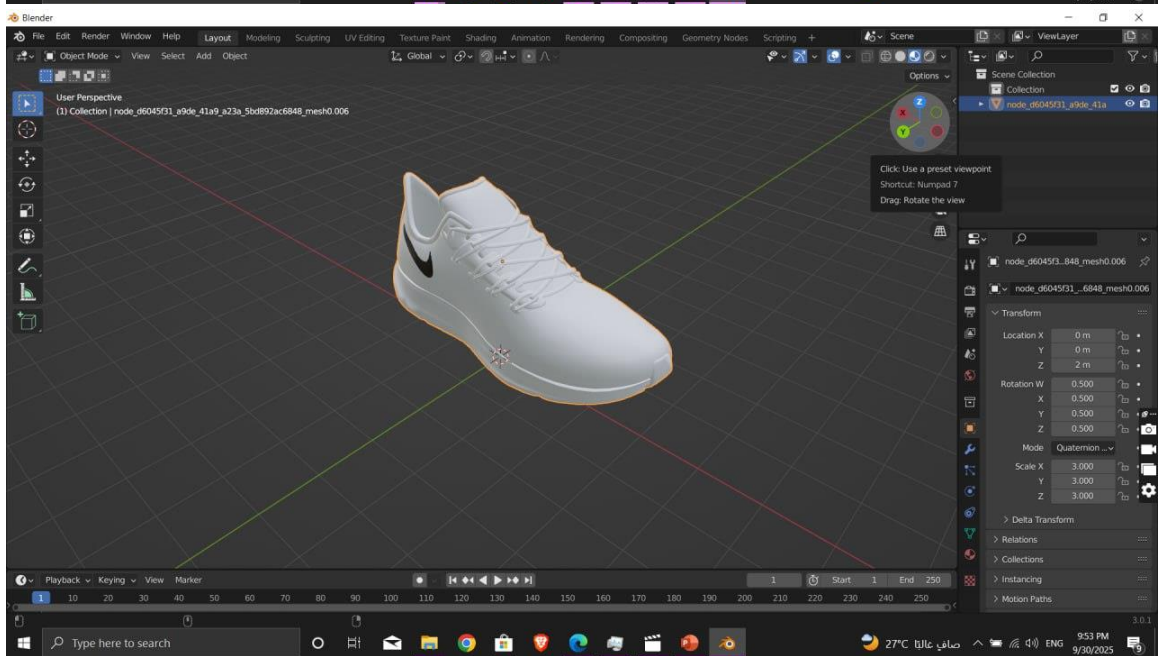 Blender
File Edit Render Window Help Layout Modeling Sculpting UV Editing Texture Paint Shading Animation Rendering Compositing Geometry Nodes Scripting + Scene ViewLayer
Object Mode View Select Add Object Global
Options
User Perspective
(1) Collection | node_d6045f31_a9de_41a9_a23a_5bd892ac6848_mesh0.006
Scene Collection
Collection
node_d6045f31_a9de_41a
Z
X
Y
Click: Use a preset viewpoint
Shortcut: Numpad 7
Drag: Rotate the view
node_d6045f3...848_mesh0.006
node_d6045f31_...6848_mesh0.006
Transform
Location X 0 m
Y 0 m
Z 2 m
Rotation W 0.500
X 0.500
Y 0.500
Z 0.500
Mode Quaternion ...
Scale X 3.000
Y 3.000
Z 3.000
Delta Transform
Relations
Collections
Instancing
Motion Paths
Playback Keying View Marker 1 Start 1 End 250
1 10 20 30 40 50 60 70 80 90 100 110 120 130 140 150 160 170 180 190 200 210 220 230 240 250
3.0.1
Type here to search
27°C صافٍ غالبًا
ENG
9:53 PM
9/30/2025
9